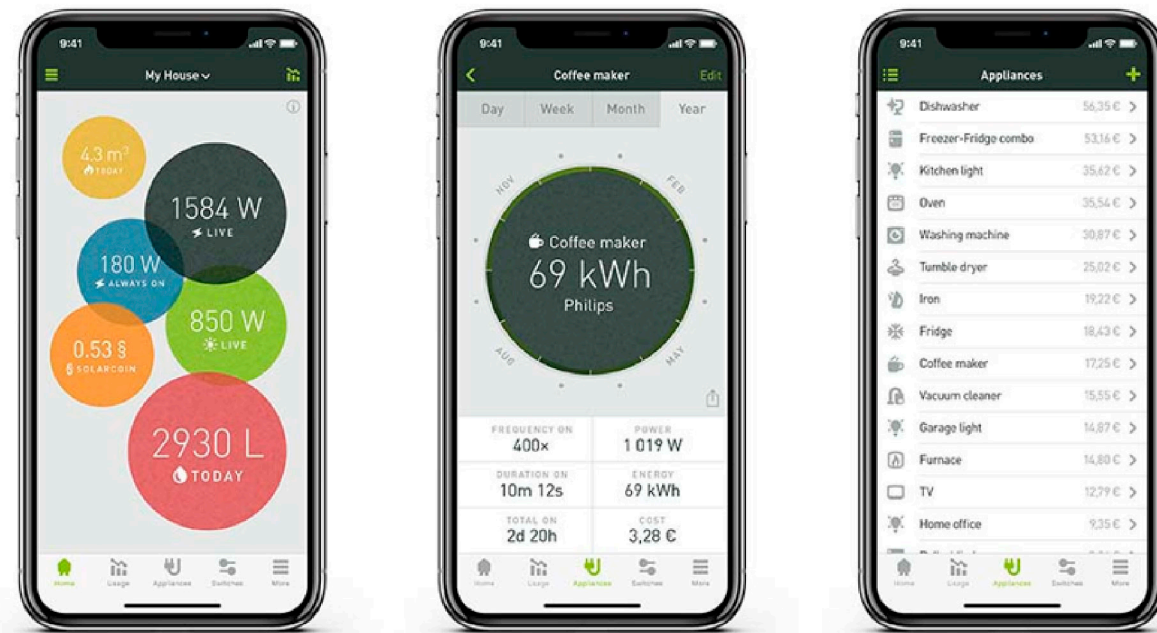 9:41
My House
4.3 m³
TODAY
1584 W
LIVE
180 W
ALWAYS ON
850 W
LIVE
0.53 §
SOLARCOIN
2930 L
TODAY
Home
Usage
Appliances
Switches
More
9:41
Coffee maker
Edit
Day
Week
Month
Year
NOV
FEB
Coffee maker
69 kWh
Philips
AUG
MAY
FREQUENCY ON
400×
POWER
1 019 W
DURATION ON
10m 12s
ENERGY
69 kWh
TOTAL ON
2d 20h
COST
3,28 €
Home
Usage
Appliances
Switches
More
9:41
Appliances
Dishwasher 56,35 €
Freezer-Fridge combo 53,16 €
Kitchen light 35,62 €
Oven 35,54 €
Washing machine 30,87 €
Tumble dryer 25,02 €
Iron 19,22 €
Fridge 18,43 €
Coffee maker 17,25 €
Vacuum cleaner 15,55 €
Garage light 14,87 €
Furnace 14,80 €
TV 12,79 €
Home office 9,35 €
Home
Usage
Appliances
Switches
More